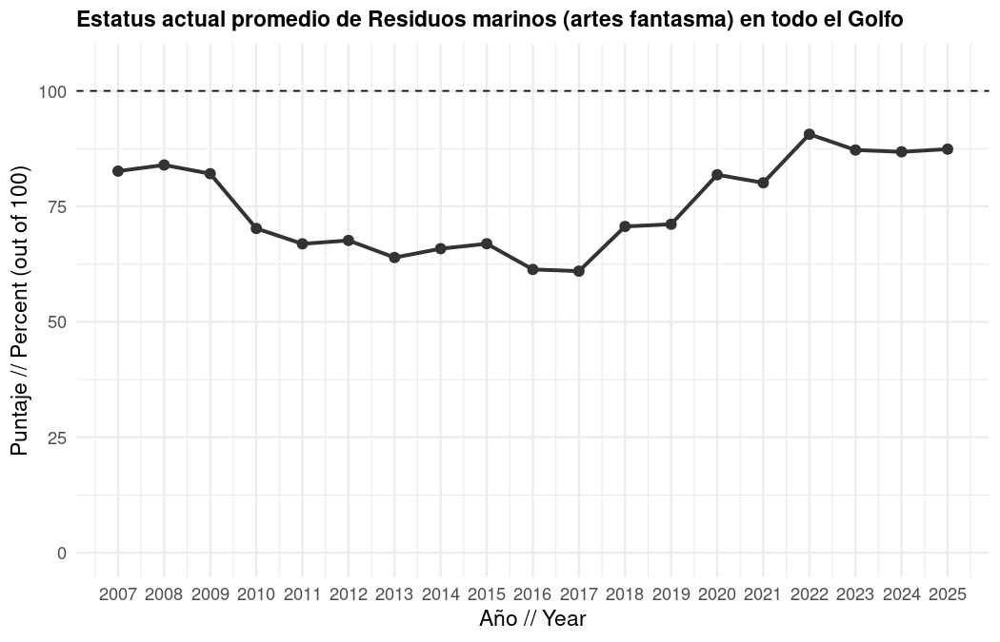 Estatus actual promedio de Residuos marinos (artes fantasma) en todo el Golfo
Puntaje // Percent (out of 100)
100
75
50
25
0
2007 2008 2009 2010 2011 2012 2013 2014 2015 2016 2017 2018 2019 2020 2021 2022 2023 2024 2025
Año // Year